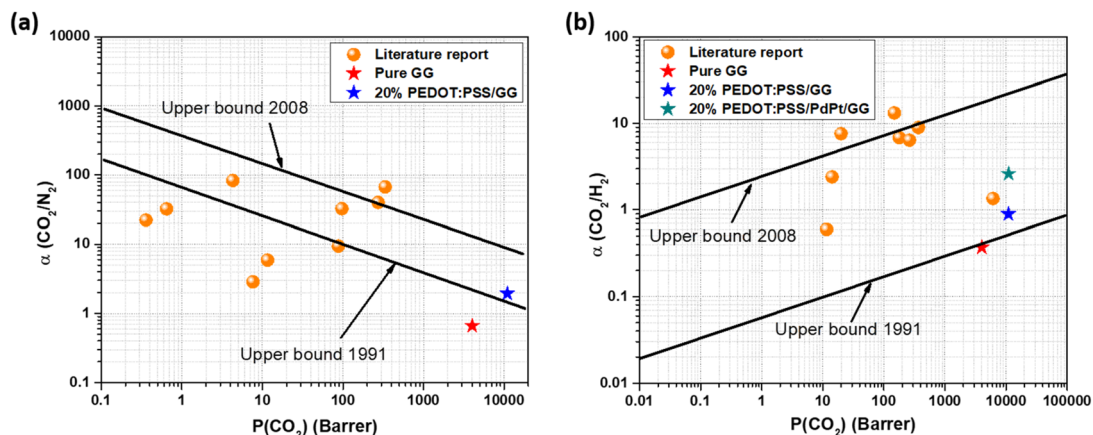 (a)
10000
1000
100
10
1
0.1
α (CO₂/N₂)
Literature report
Pure GG
20% PEDOT:PSS/GG
Upper bound 2008
Upper bound 1991
0.1
1
10
100
1000
10000
P(CO₂) (Barrer)
(b)
100
10
1
0.1
0.01
α (CO₂/H₂)
Literature report
Pure GG
20% PEDOT:PSS/GG
20% PEDOT:PSS/PdPt/GG
Upper bound 2008
Upper bound 1991
0.01
0.1
1
10
100
1000
10000
100000
P(CO₂) (Barrer)